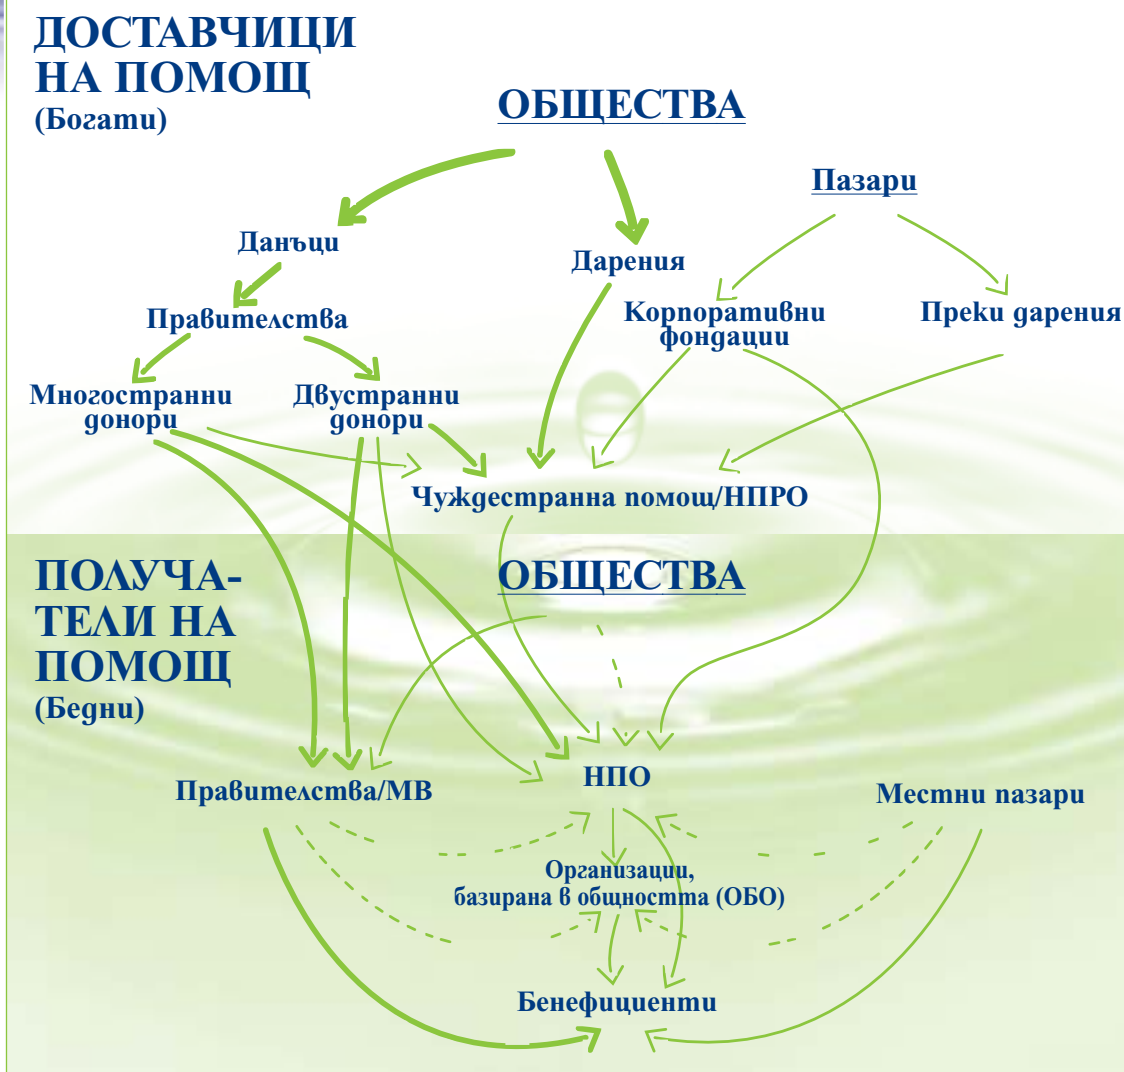 ДОСТАВЧИЦИ
НА ПОМОЩ
(Богати)
ОБЩЕСТВА
Пазари
Данъци
Дарения
Правителства
Корпоративни
фондации
Преки дарения
Многостранни
донори
Двустранни
донори
Чуждестранна помощ/НПРО
ПОЛУЧА-
ТЕЛИ НА
ПОМОЩ
(Бедни)
ОБЩЕСТВА
Правителства/МВ
НПО
Местни пазари
Организации,
базирана в общността (ОБО)
Бенефициенти